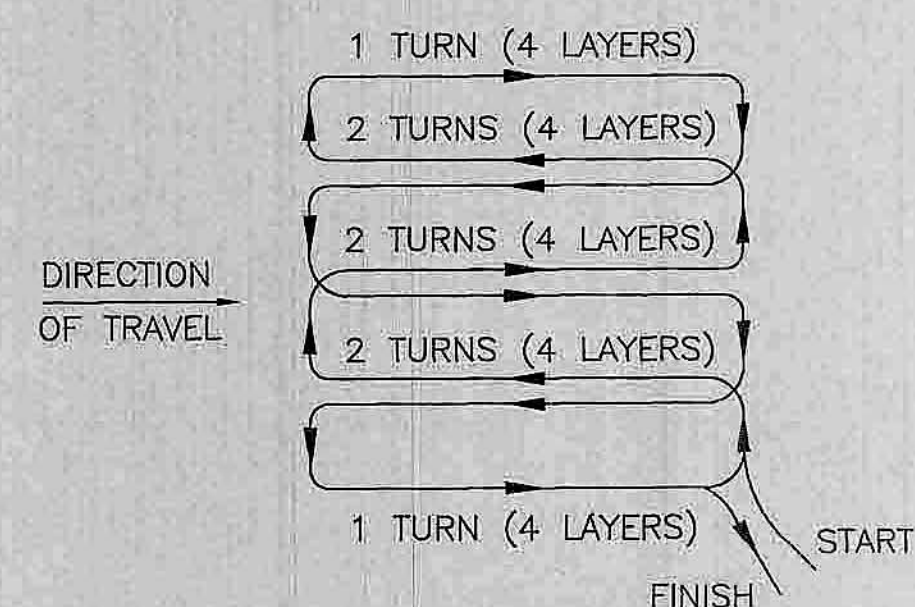 1 TURN (4 LAYERS)
2 TURNS (4 LAYERS)
2 TURNS (4 LAYERS)
DIRECTION
OF TRAVEL
2 TURNS (4 LAYERS)
1 TURN (4 LAYERS)
START
FINISH